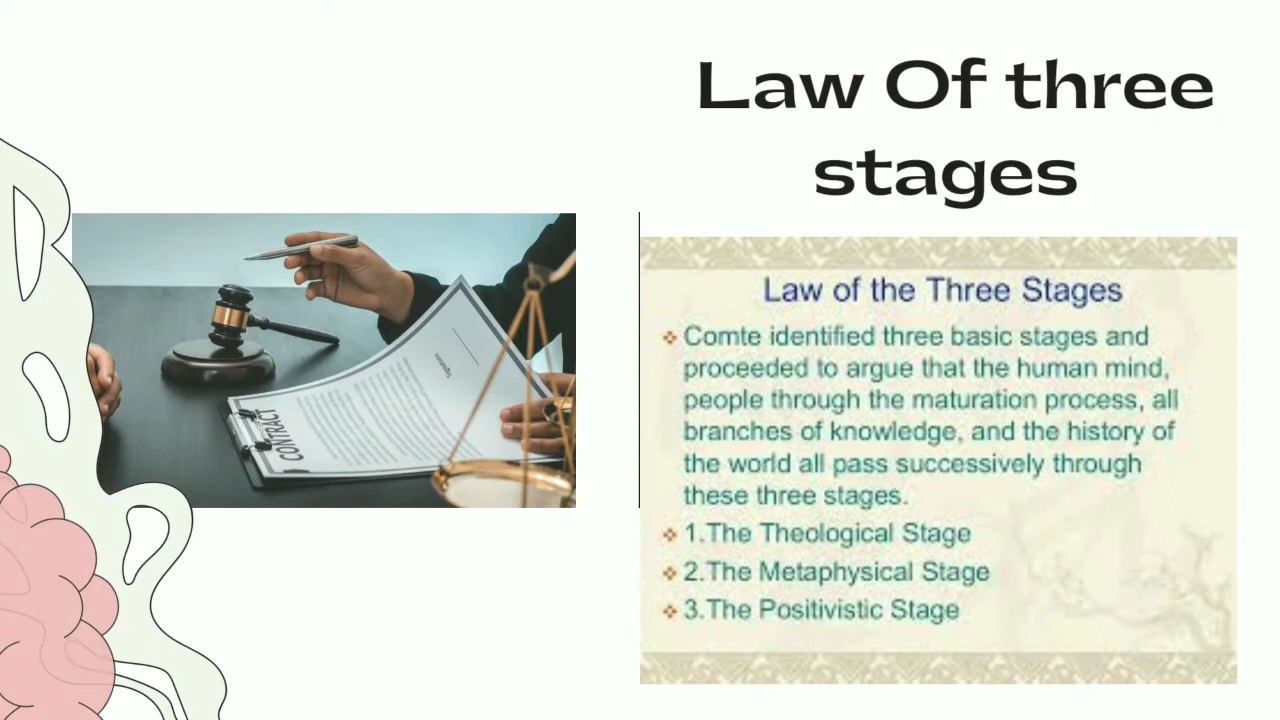 Law Of three
stages
CONTRACT
Signature
Law of the Three Stages
Comte identified three basic stages and
proceeded to argue that the human mind,
people through the maturation process, all
branches of knowledge, and the history of
the world all pass successively through
these three stages.
1.The Theological Stage
2.The Metaphysical Stage
3.The Positivistic Stage